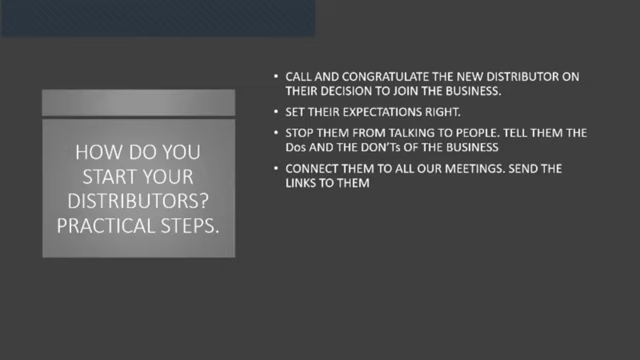 HOW DO YOU
START YOUR
DISTRIBUTORS?
PRACTICAL STEPS.
• CALL AND CONGRATULATE THE NEW DISTRIBUTOR ON
THEIR DECISION TO JOIN THE BUSINESS.
• SET THEIR EXPECTATIONS RIGHT.
• STOP THEM FROM TALKING TO PEOPLE. TELL THEM THE
Dos AND THE DON'Ts OF THE BUSINESS
• CONNECT THEM TO ALL OUR MEETINGS. SEND THE
LINKS TO THEM